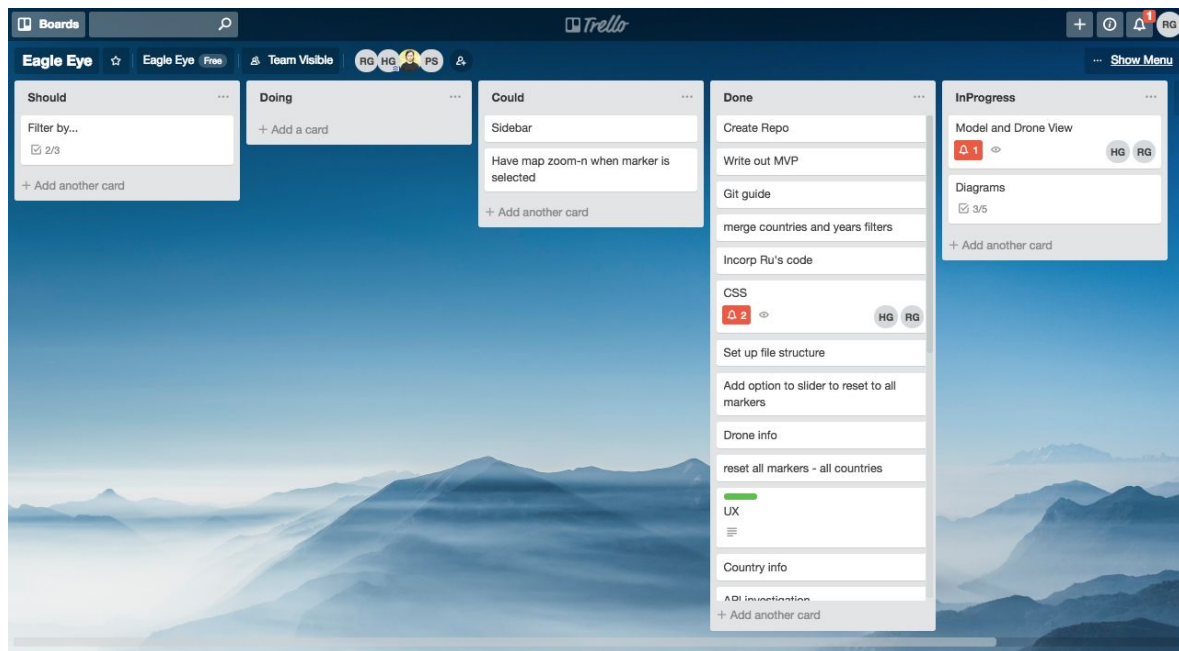 Boards
Trello
1
RG
Eagle Eye
Eagle Eye Free
Team Visible
RG HG PS
... Show Menu
Should ...
Filter by...
2/3
+ Add another card
Doing ...
+ Add a card
Could ...
Sidebar
Have map zoom-n when marker is
selected
+ Add another card
Done ...
Create Repo
Write out MVP
Git guide
merge countries and years filters
Incorp Ru's code
CSS
2
HG RG
Set up file structure
Add option to slider to reset to all
markers
Drone info
reset all markers - all countries
UX
Country info
API investigation
+ Add another card
InProgress ...
Model and Drone View
1
HG RG
Diagrams
3/5
+ Add another card